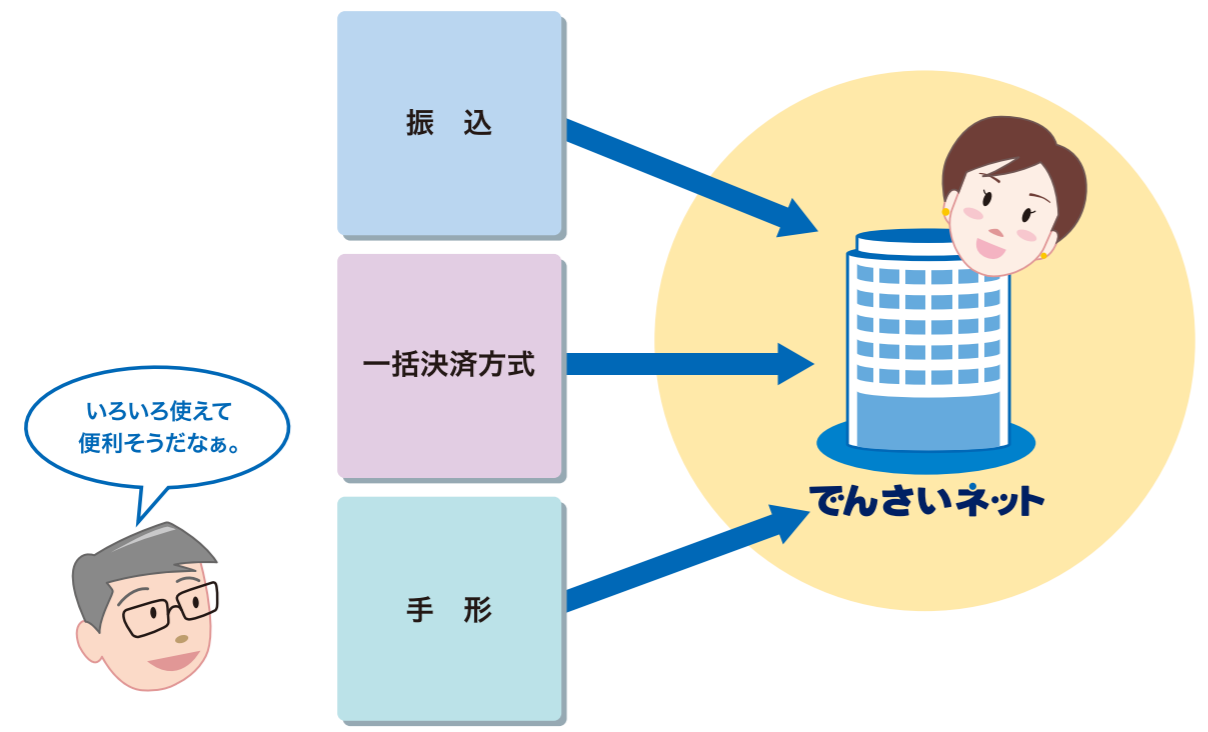 振　込
一括決済方式
いろいろ使えて
便利そうだなぁ。
手　形
でんさいネット